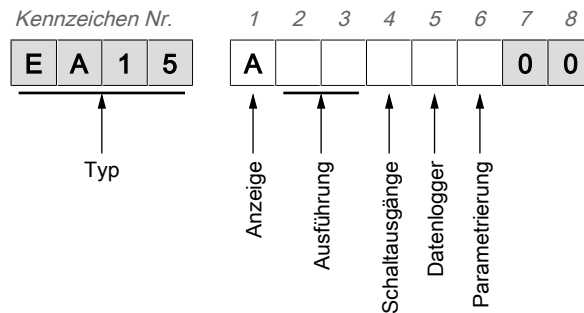 Kennzeichen Nr. 1 2 3 4 5 6 7 8
E A 1 5 A 0 0
Typ
Anzeige
Ausführung
Schaltausgänge
Datenlogger
Parametrierung